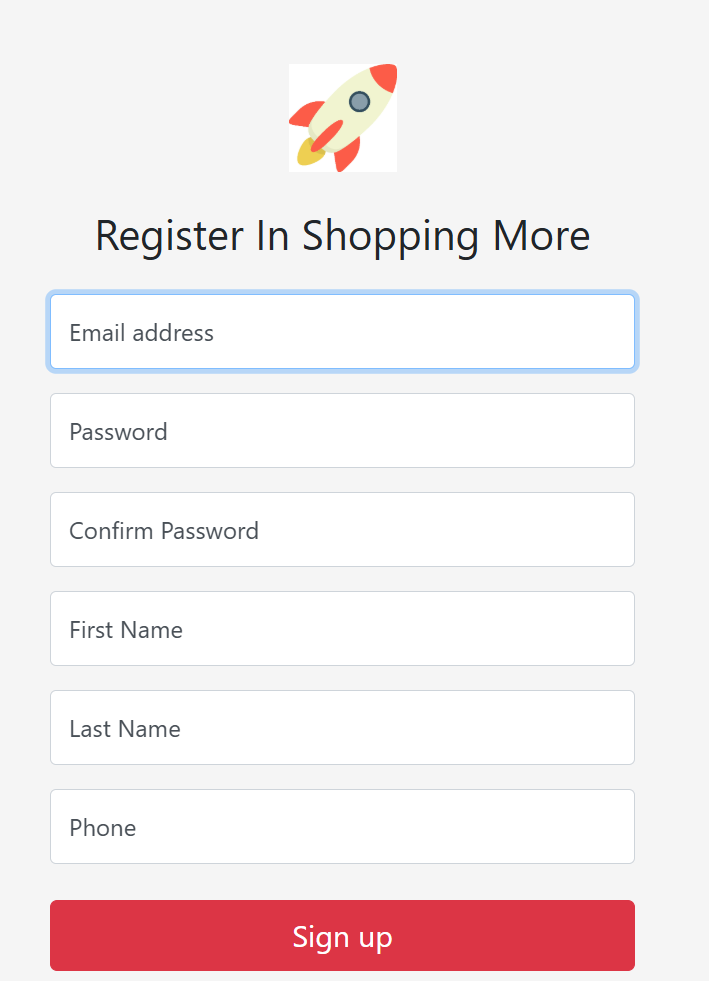 Register In Shopping More
Email address
Password
Confirm Password
First Name
Last Name
Phone
Sign up